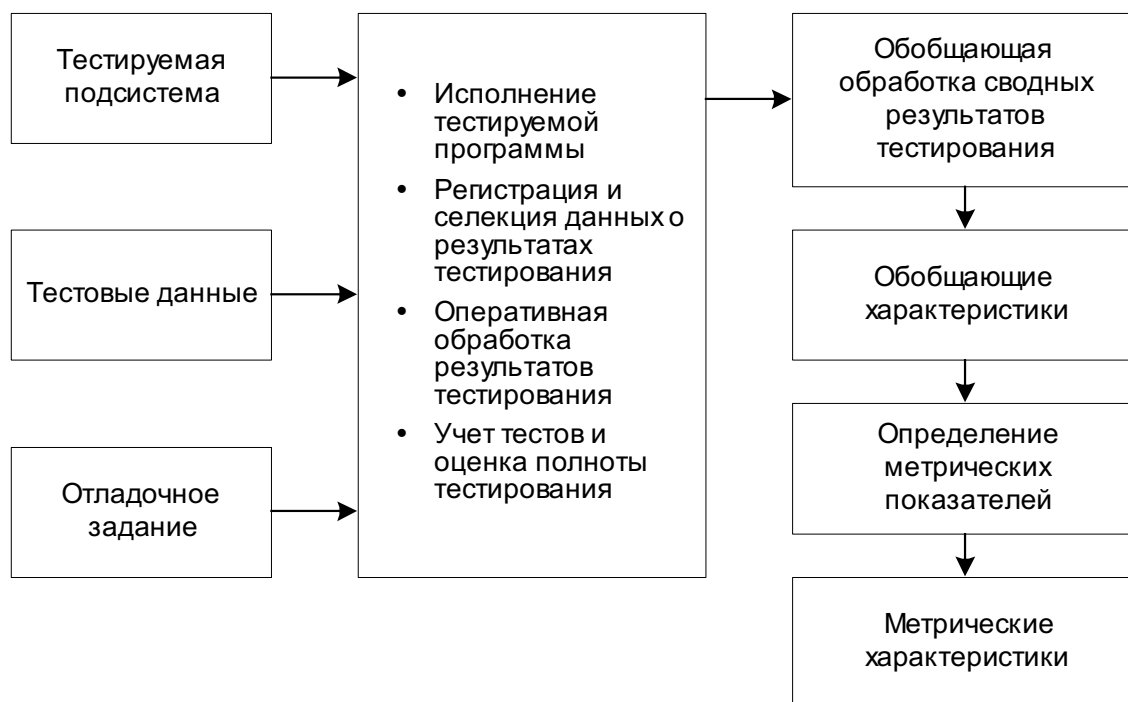 Тестируемая
подсистема
Тестовые данные
Отладочное
задание
• Исполнение
тестируемой
программы
• Регистрация и
селекция данных о
результатах
тестирования
• Оперативная
обработка
результатов
тестирования
• Учет тестов и
оценка полноты
тестирования
Обобщающая
обработка сводных
результатов
тестирования
Обобщающие
характеристики
Определение
метрических
показателей
Метрические
характеристики